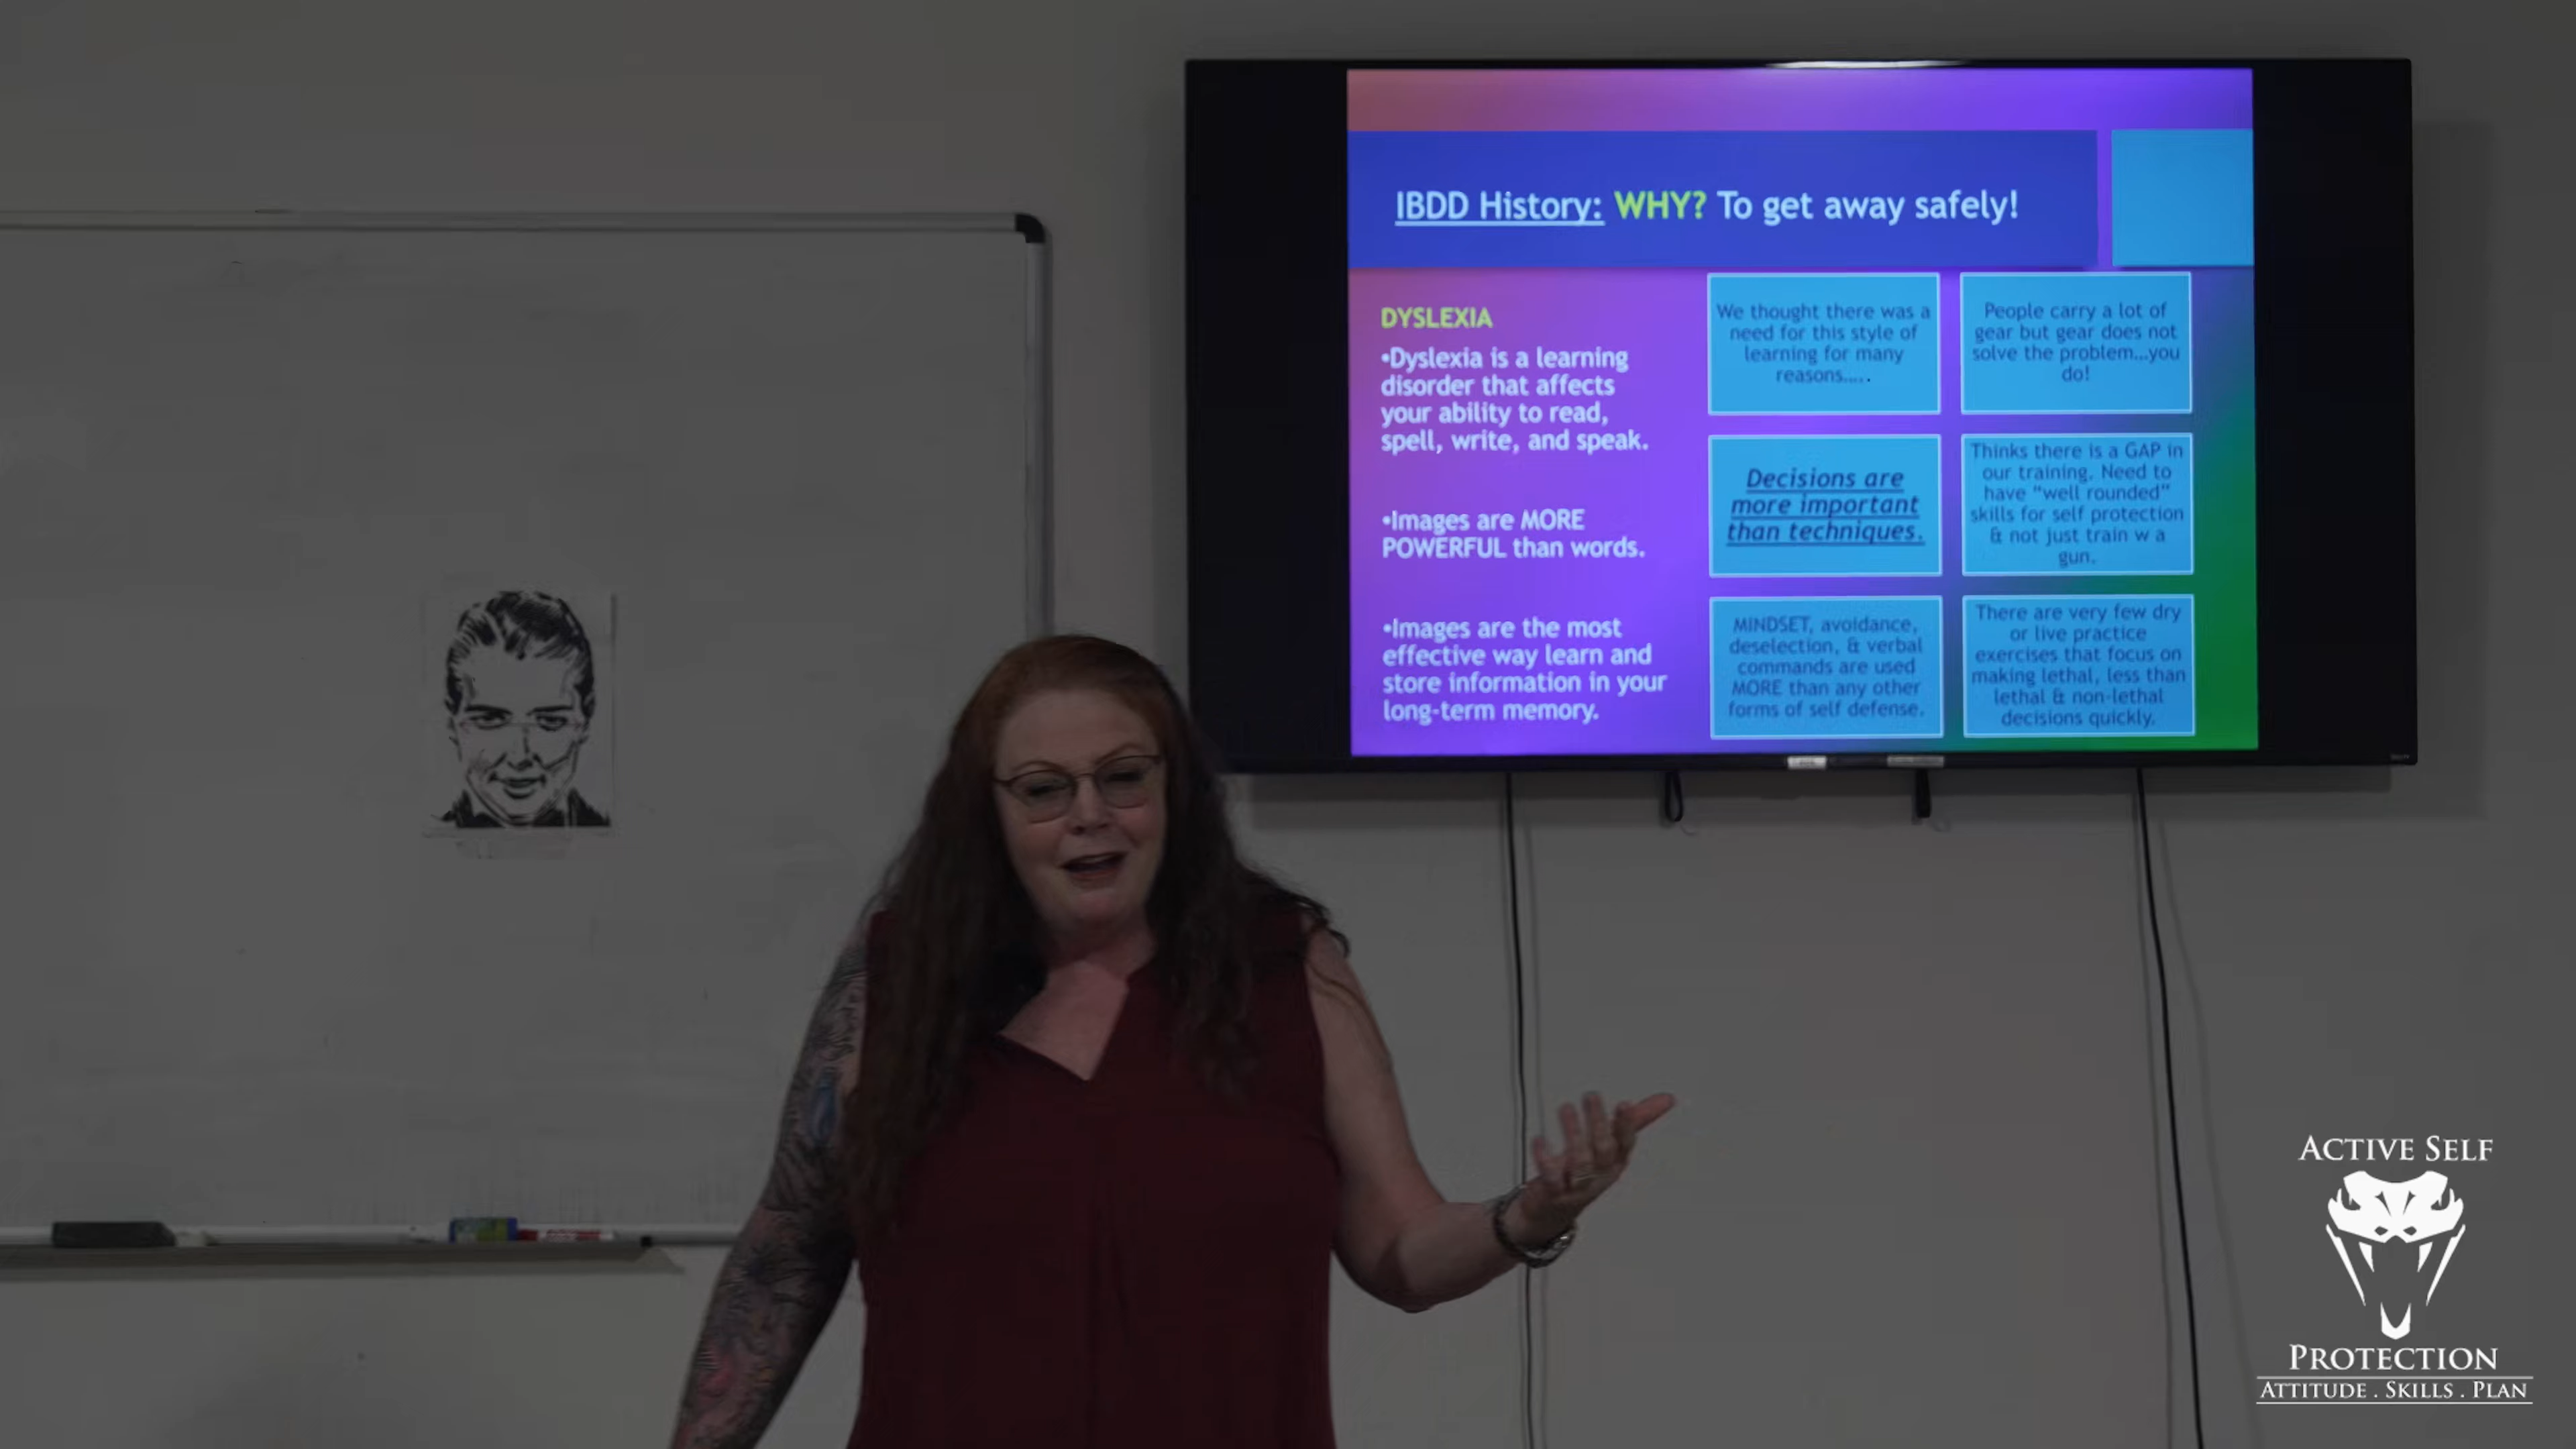 IBDD History: WHY? To get away safely!
DYSLEXIA
•Dyslexia is a learning
disorder that affects
your ability to read,
spell, write, and speak.
•Images are MORE
POWERFUL than words.
•Images are the most
effective way learn and
store information in your
long-term memory.
We thought there was a
need for this style of
learning for many
reasons.....
People carry a lot of
gear but gear does not
solve the problem...you
do!
Decisions are
more important
than techniques.
Thinks there is a GAP in
our training. Need to
have "well rounded"
skills for self protection
& not just train w a
gun.
MINDSET, avoidance,
deselection, & verbal
commands are used
MORE than any other
forms of self defense.
There are very few dry
or live practice
exercises that focus on
making lethal, less than
lethal & non-lethal
decisions quickly.
ACTIVE SELF
PROTECTION
ATTITUDE . SKILLS . PLAN